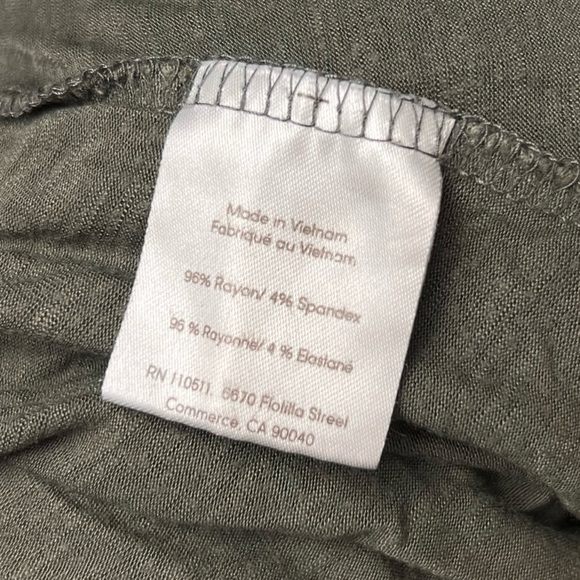 Made in Vietnam
Fabriqué au Vietnam
96% Rayon/ 4% Spandex
96 % Rayonne/ 4 % Elastane
RN 110511, 6670 Flotilla Street
Commerce, CA 90040